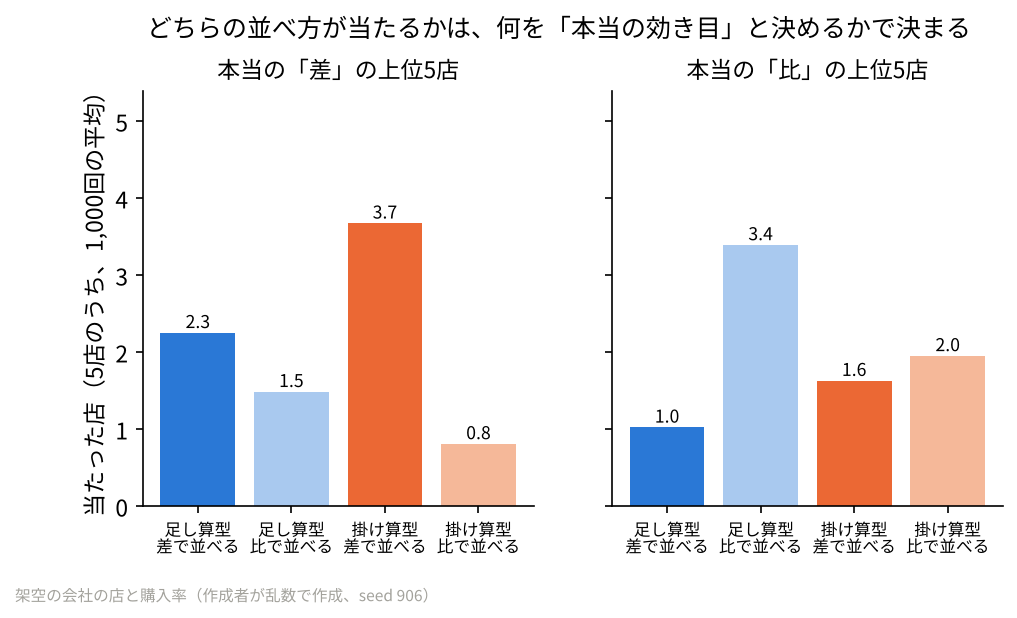 どちらの並べ方が当たるかは、何を「本当の効き目」と決めるかで決まる
本当の「差」の上位5店
本当の「比」の上位5店
当たった店（5店のうち、1,000回の平均）
5
4
3
2
1
0
2.3
1.5
3.7
0.8
1.0
3.4
1.6
2.0
足し算型
差で並べる
足し算型
比で並べる
掛け算型
差で並べる
掛け算型
比で並べる
足し算型
差で並べる
足し算型
比で並べる
掛け算型
差で並べる
掛け算型
比で並べる
架空の会社の店と購入率（作成者が乱数で作成、seed 906）